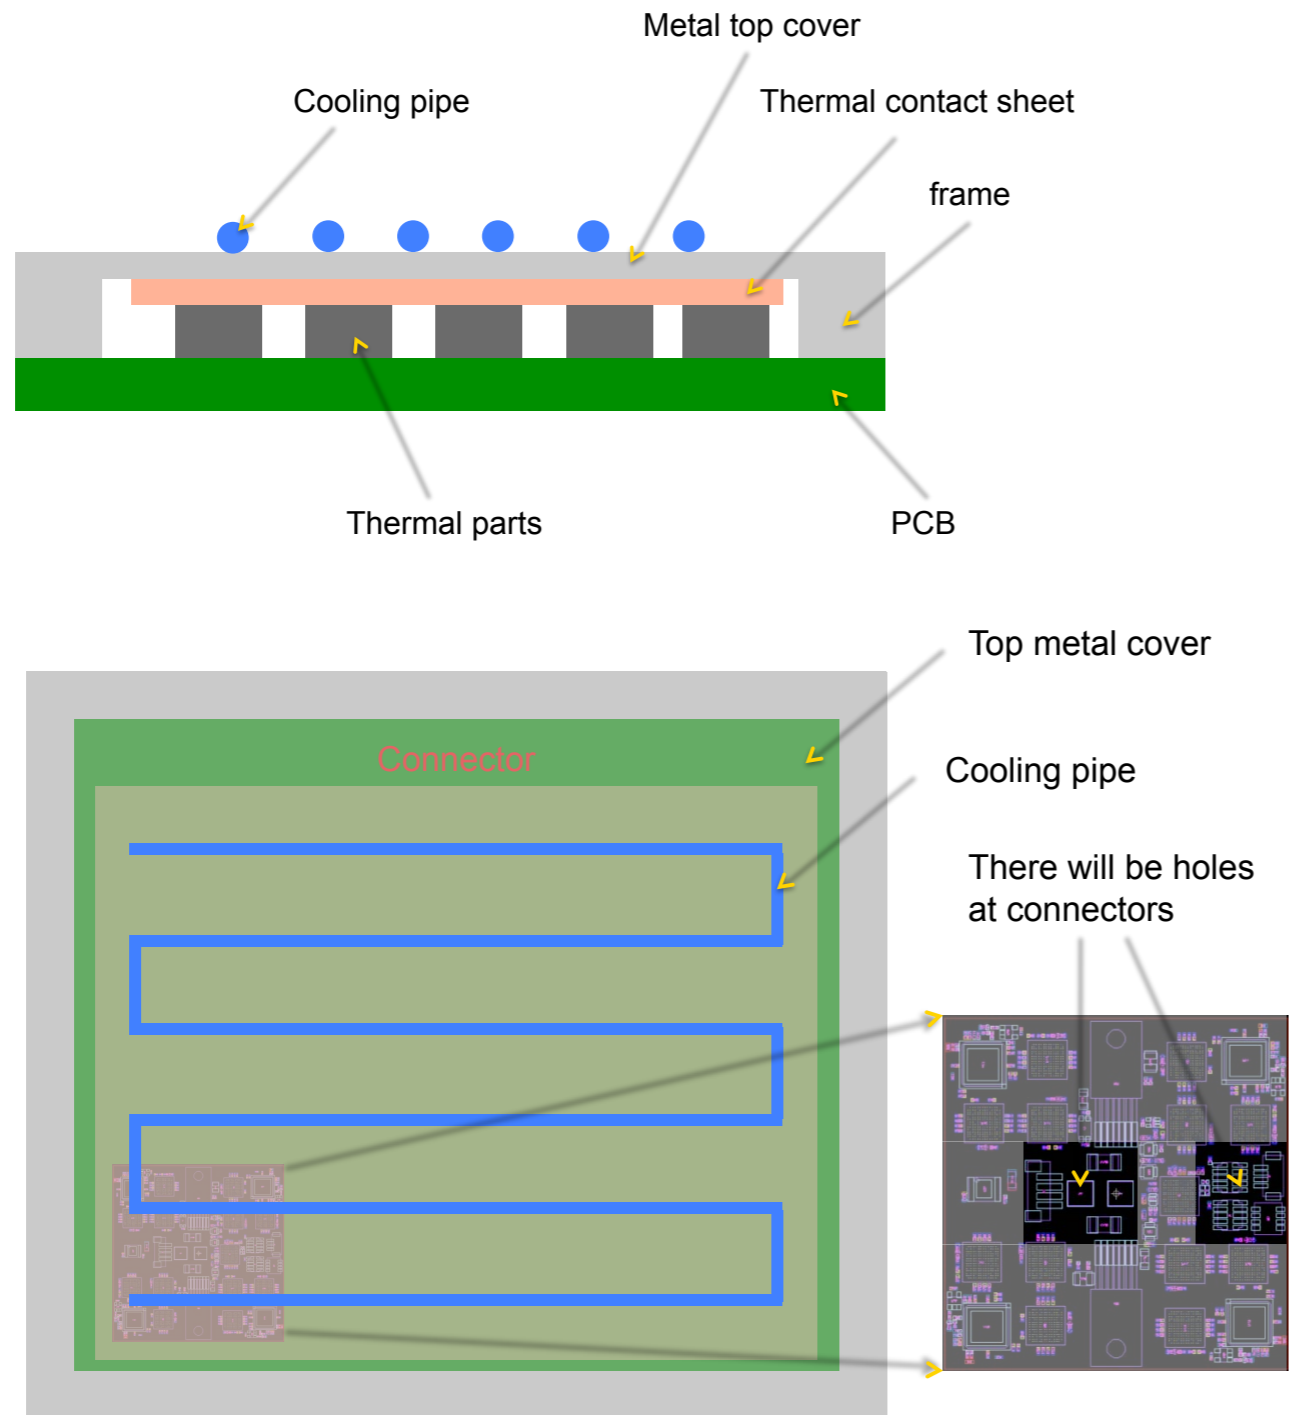 Metal top cover
Cooling pipe
Thermal contact sheet
frame
Thermal parts
PCB
Top metal cover
Connector
Cooling pipe
There will be holes
at connectors